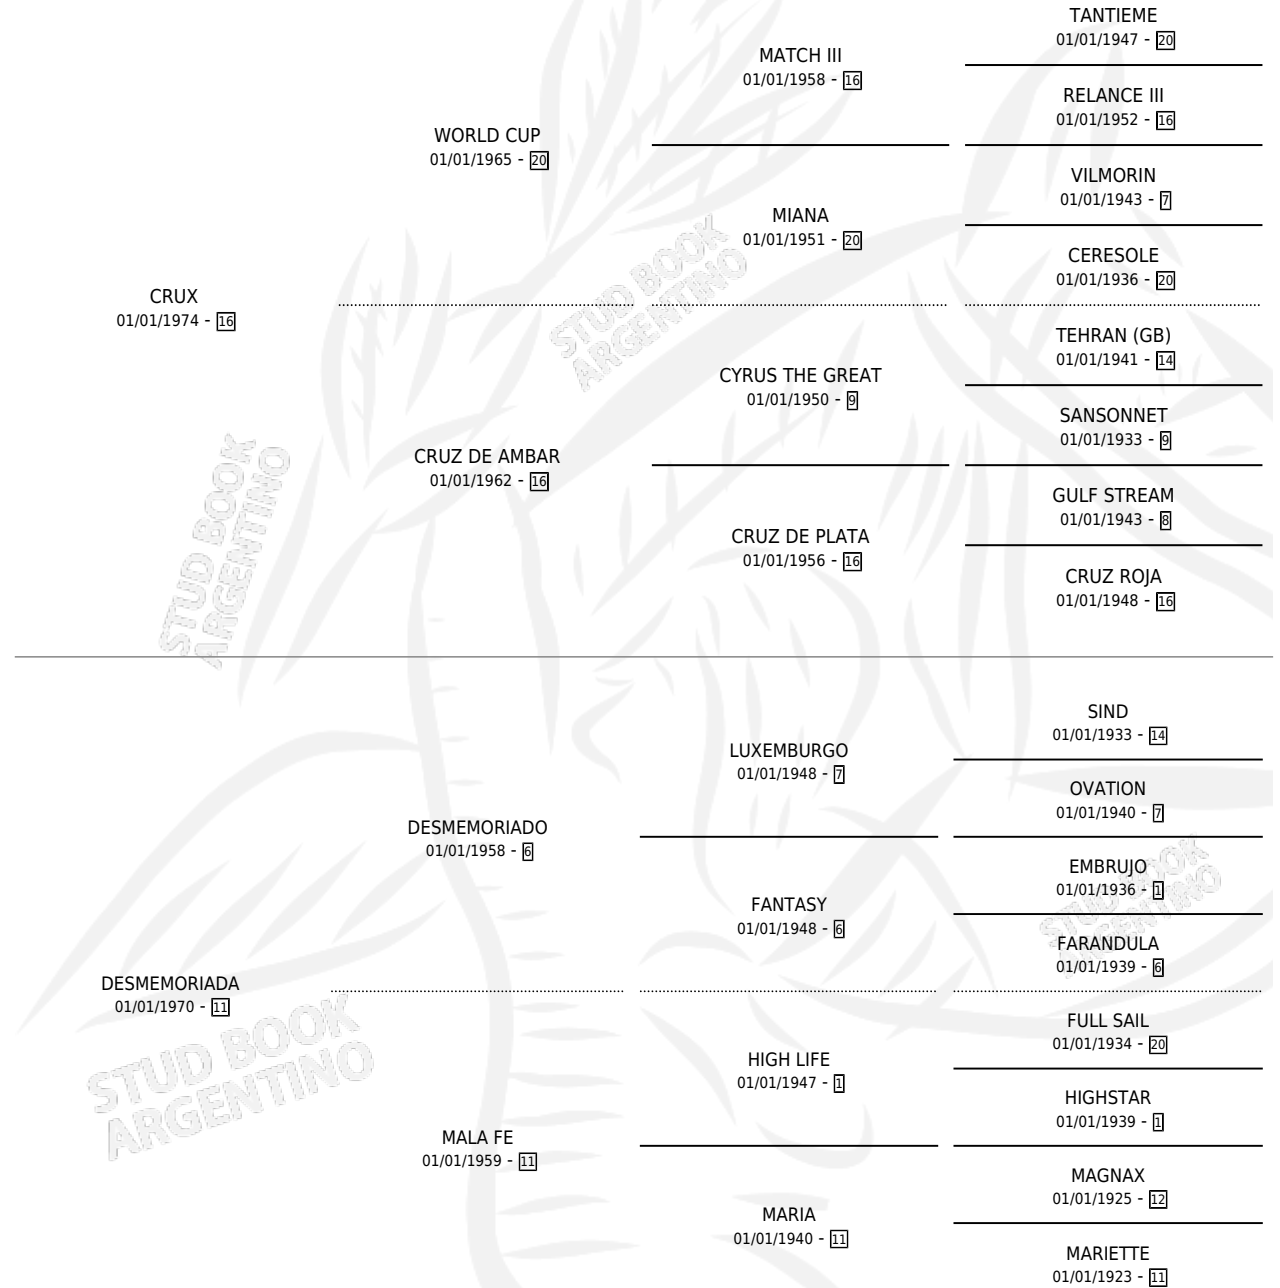 TANTIEME
01/01/1947 - 20
MATCH III
01/01/1958 - 16
RELANCE III
01/01/1952 - 16
WORLD CUP
01/01/1965 - 20
VILMORIN
01/01/1943 - 7
MIANA
01/01/1951 - 20
CERESOLE
01/01/1936 - 20
STUD BOOK
ARGENTINO
CRUX
01/01/1974 - 16
TEHRAN (GB)
01/01/1941 - 14
CYRUS THE GREAT
01/01/1950 - 9
SANSONNET
01/01/1933 - 9
CRUZ DE AMBAR
01/01/1962 - 16
GULF STREAM
01/01/1943 - 8
CRUZ DE PLATA
01/01/1956 - 16
CRUZ ROJA
01/01/1948 - 16
STUD BOOK
ARGENTINO
SIND
01/01/1933 - 14
LUXEMBURGO
01/01/1948 - 7
OVATION
01/01/1940 - 7
DESMEMORIADO
01/01/1958 - 6
EMBRUJO
01/01/1936 - 1
FANTASY
01/01/1948 - 6
FARANDULA
01/01/1939 - 6
STUD BOOK
ARGENTINO
DESMEMORIADA
01/01/1970 - 11
FULL SAIL
01/01/1934 - 20
HIGH LIFE
01/01/1947 - 1
HIGHSTAR
01/01/1939 - 1
STUD BOOK
ARGENTINO
MALA FE
01/01/1959 - 11
MAGNAX
01/01/1925 - 12
MARIA
01/01/1940 - 11
MARIETTE
01/01/1923 - 11